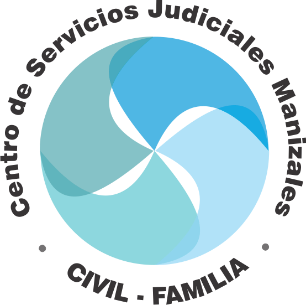 Centro de Servicios Judiciales Manizales
CIVIL - FAMILIA